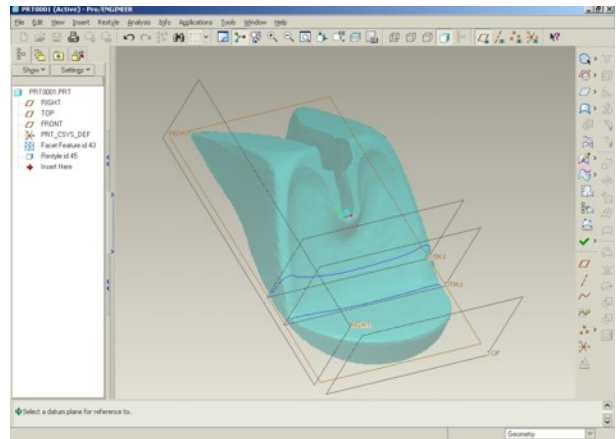 PRT0001 (Active) - Pro/ENGINEER
File Edit View Insert Restyle Analysis Info Applications Tools Window Help
Show Settings
PRT0001.PRT
RIGHT
TOP
FRONT
PRT_CSYS_DEF
Facet Feature id 43
Restyle id 45
Insert Here
FRONT
RIGHT
TOP
Select a datum plane for reference to.
Geometry